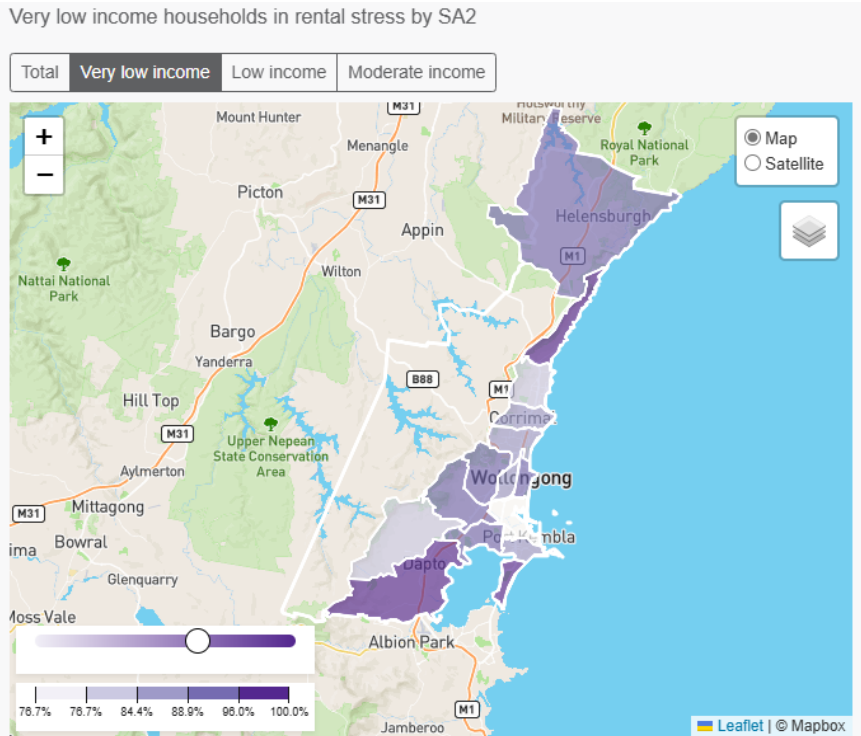 Very low income households in rental stress by SA2
Total
Very low income
Low income
Moderate income
+
−
Map
Satellite
M31
Holsworthy
Military Reserve
Mount Hunter
Menangle
Royal National
Park
Picton
M31
Helensburgh
Appin
M1
Nattai National
Park
Wilton
Bargo
Yanderra
B88
M1
Hill Top
Corrimal
M31
Upper Nepean
State Conservation
Area
Aylmerton
Wollongong
Mittagong
M31
Port Kembla
Bowral
ima
Dapto
Glenquarry
Moss Vale
Albion Park
M1
Jamberoo
76.7%
76.7%
84.4%
88.9%
96.0%
100.0%
Leaflet | © Mapbox